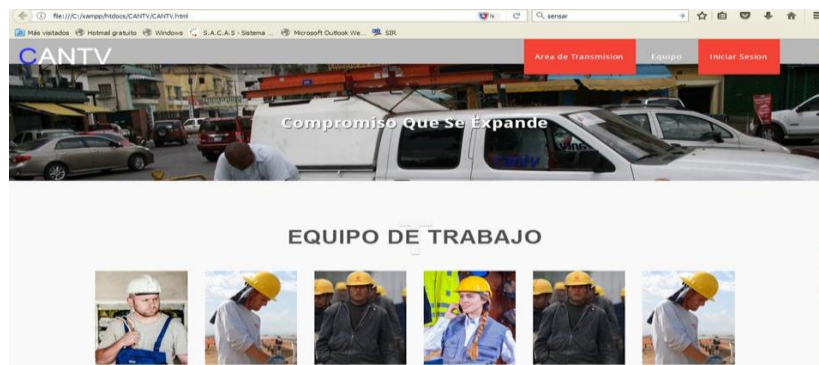 file:///C:/xampp/htdocs/CANTV/CANTV.html
sensar
Más visitados Hotmail gratuito Windows S.A.C.A.S - Sistema ... Microsoft Outlook We... SIR
CANTV
Area de Transmision Equipo Iniciar Sesion
Compromiso Que Se Expande
cantv
EQUIPO DE TRABAJO